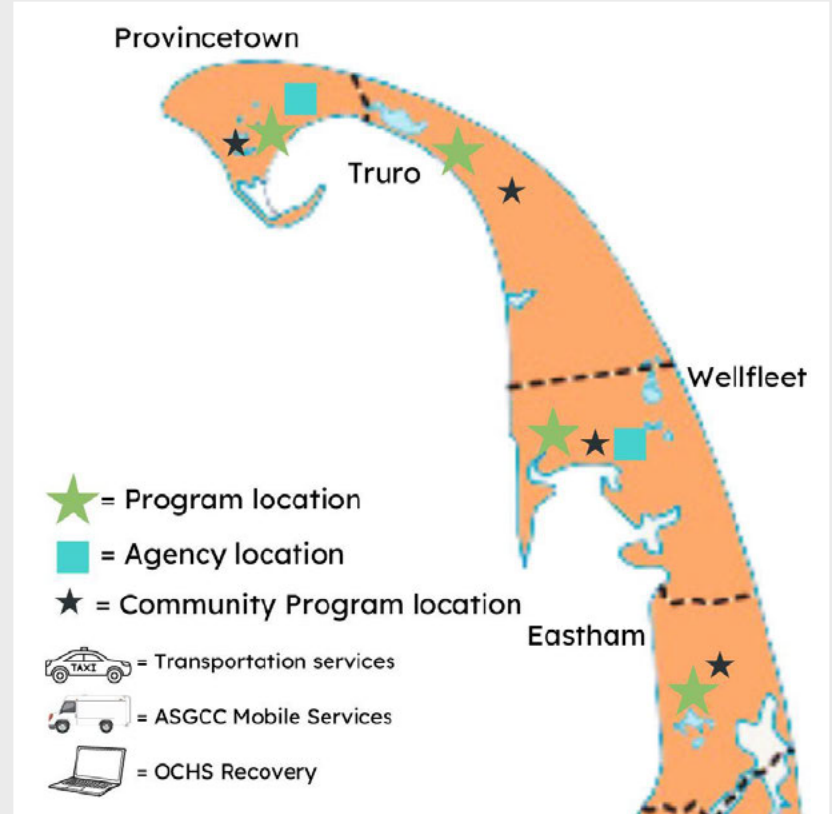 Provincetown
Truro
Wellfleet
= Program location
= Agency location
= Community Program location
Eastham
TAXI = Transportation services
= ASGCC Mobile Services
= OCHS Recovery